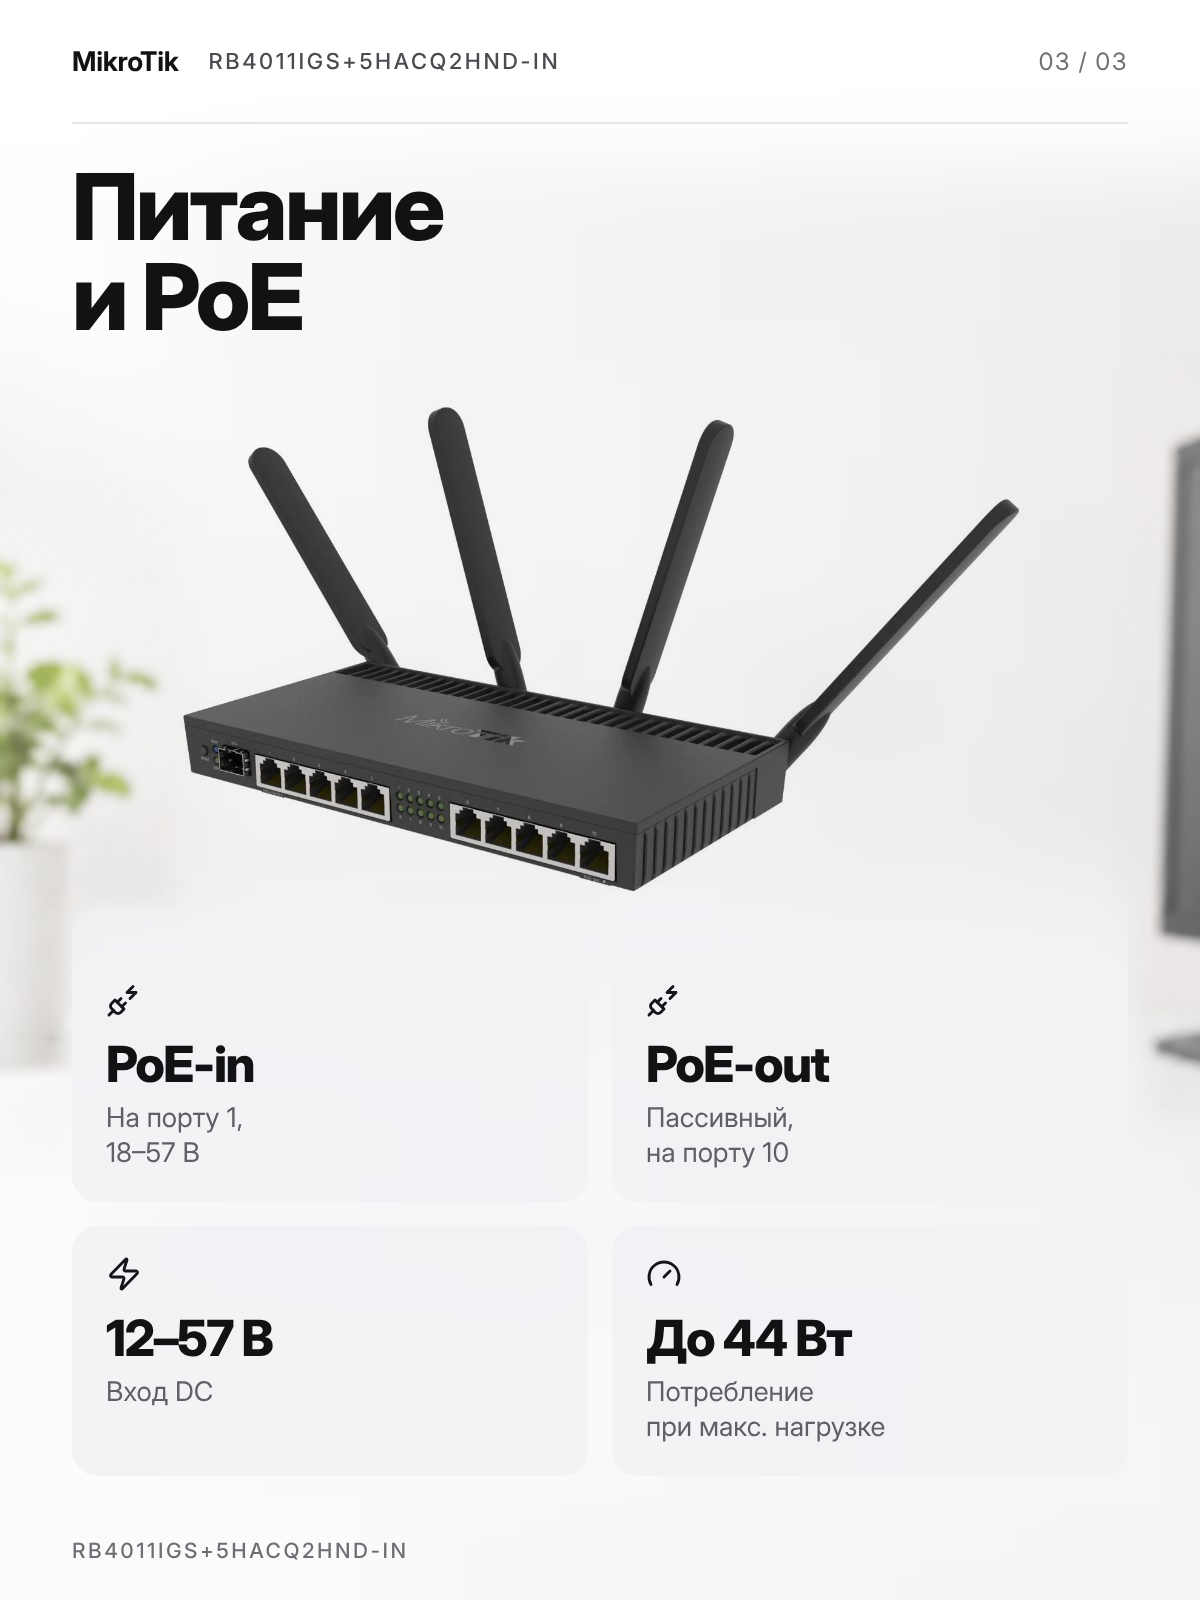 MikroTik RB4011IGS+5HACQ2HND-IN 03 / 03
Питание
и PoE
MikroTik
PoE-in
На порту 1,
18–57 В
PoE-out
Пассивный,
на порту 10
12–57 В
Вход DC
До 44 Вт
Потребление
при макс. нагрузке
RB4011IGS+5HACQ2HND-IN